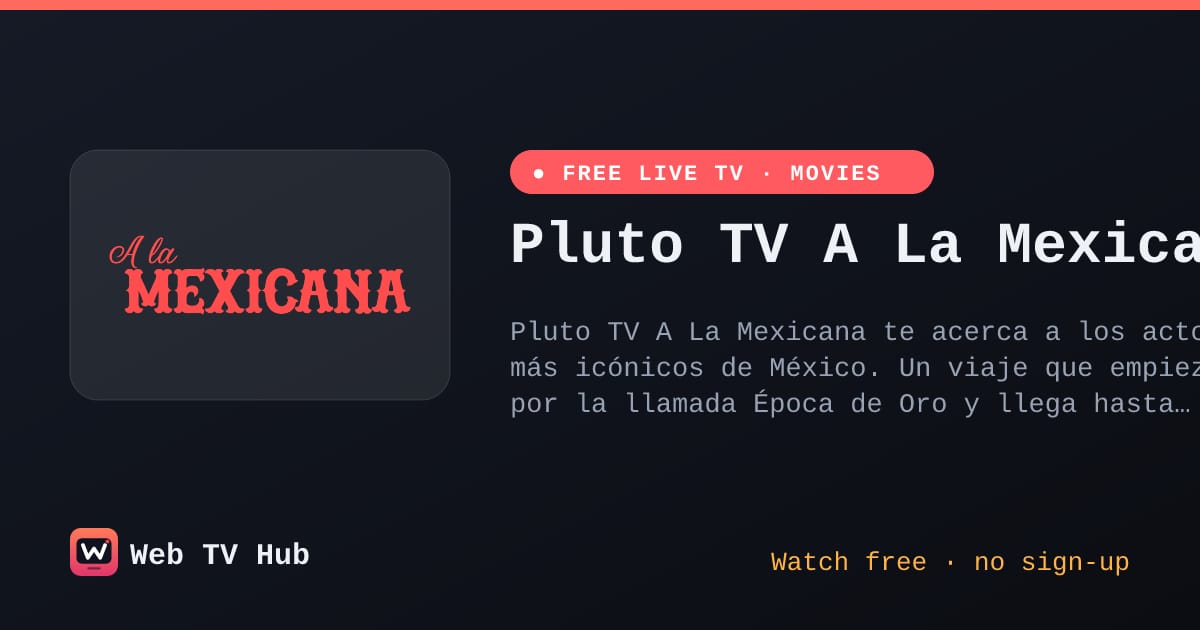 A la
MEXICANA
• FREE LIVE TV · MOVIES
Pluto TV A La Mexica
Pluto TV A La Mexicana te acerca a los acto
más icónicos de México. Un viaje que empiez
por la llamada Época de Oro y llega hasta…
Web TV Hub
Watch free · no sign-up